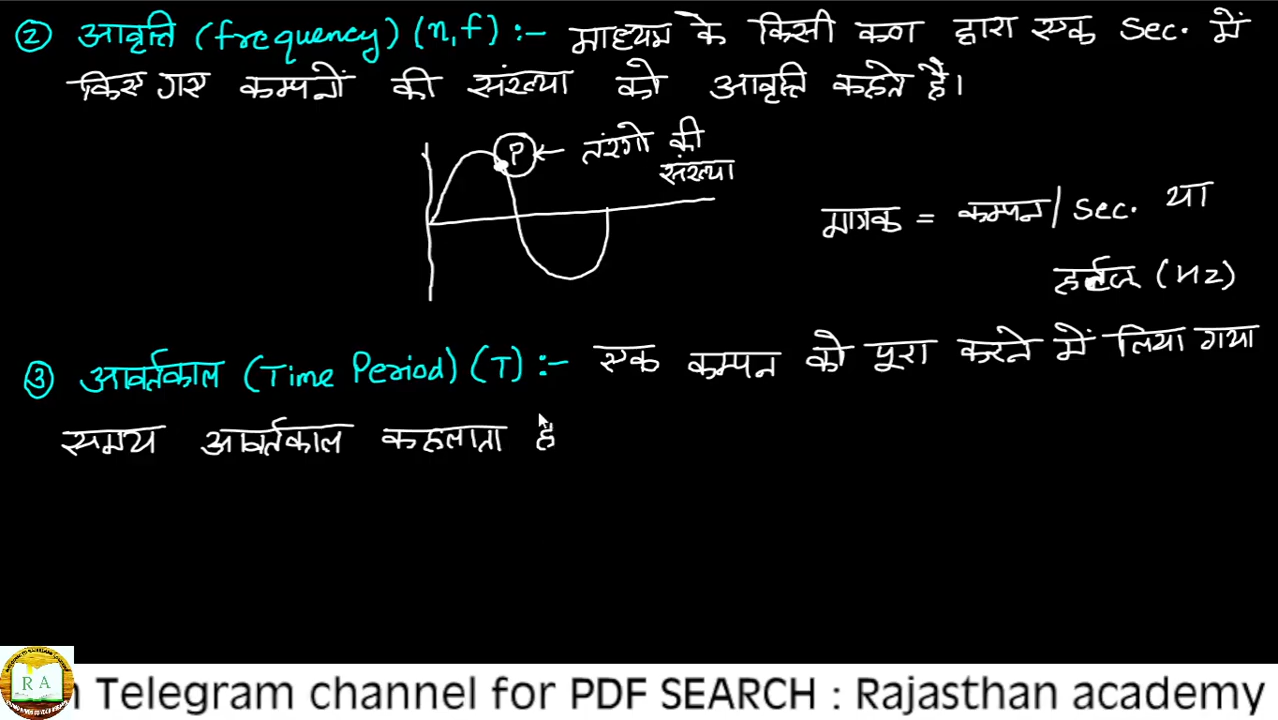 ② आवृत्ति (frequency) (n,f) :- माध्यम के किसी कण द्वारा एक Sec. में
किए गए कम्पनों की संख्या को आवृत्ति कहते है।
P ← तरंगो की
संख्या
मात्रक = कम्पन/Sec. या
हर्टज (Hz)
③ आवर्तकाल (Time Period) (T) :- एक कम्पन को पूरा करने में लिया गया
समय आवर्तकाल कहलाता है
RA
Telegram channel for PDF SEARCH : Rajasthan academy